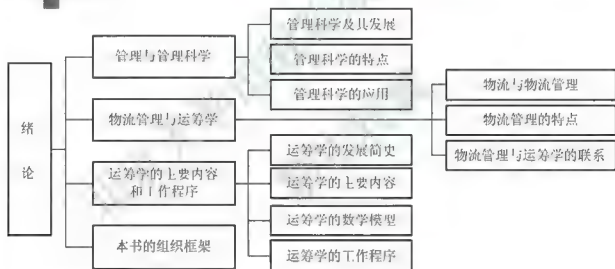 绪
论
管理与管理科学
管理科学及其发展
管理科学的特点
管理科学的应用
物流管理与运筹学
物流与物流管理
物流管理的特点
物流管理与运筹学的联系
运筹学的主要内容
和工作程序
运筹学的发展简史
运筹学的主要内容
运筹学的数学模型
运筹学的工作程序
本书的组织框架